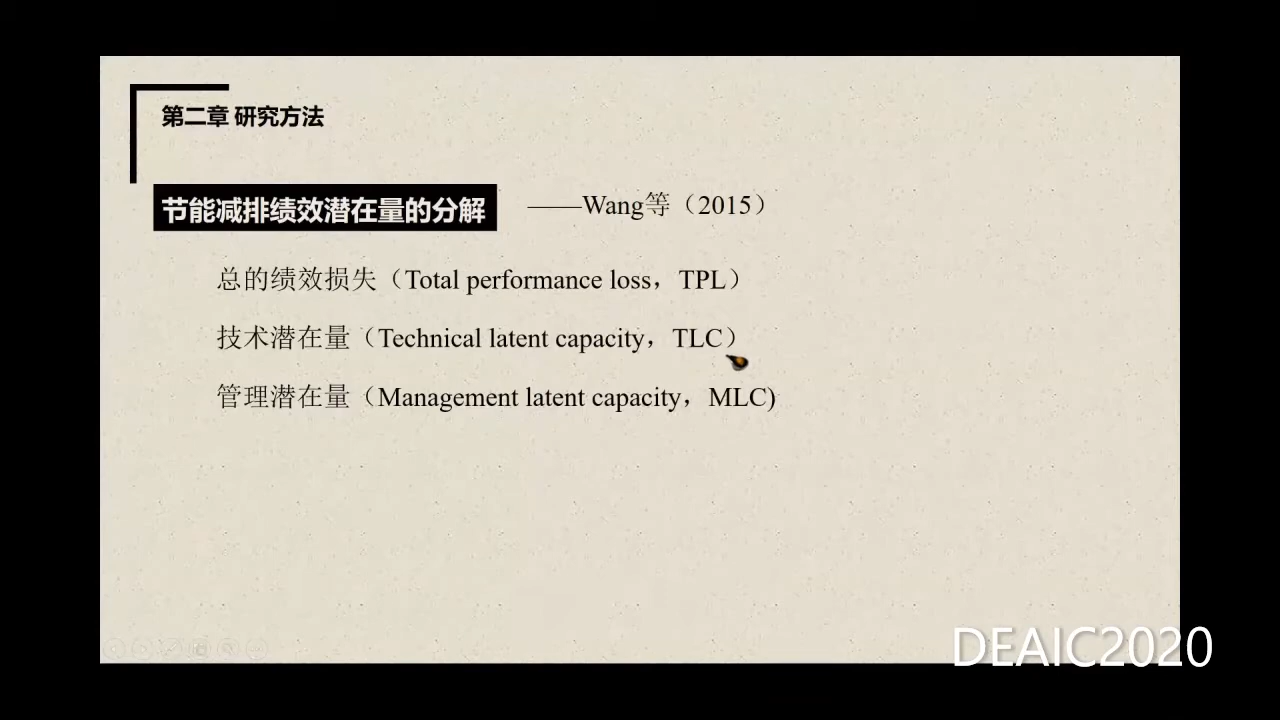 第二章 研究方法
节能减排绩效潜在量的分解 ——Wang等（2015）
总的绩效损失（Total performance loss，TPL）
技术潜在量（Technical latent capacity，TLC）
管理潜在量（Management latent capacity，MLC)
DEAIC2020